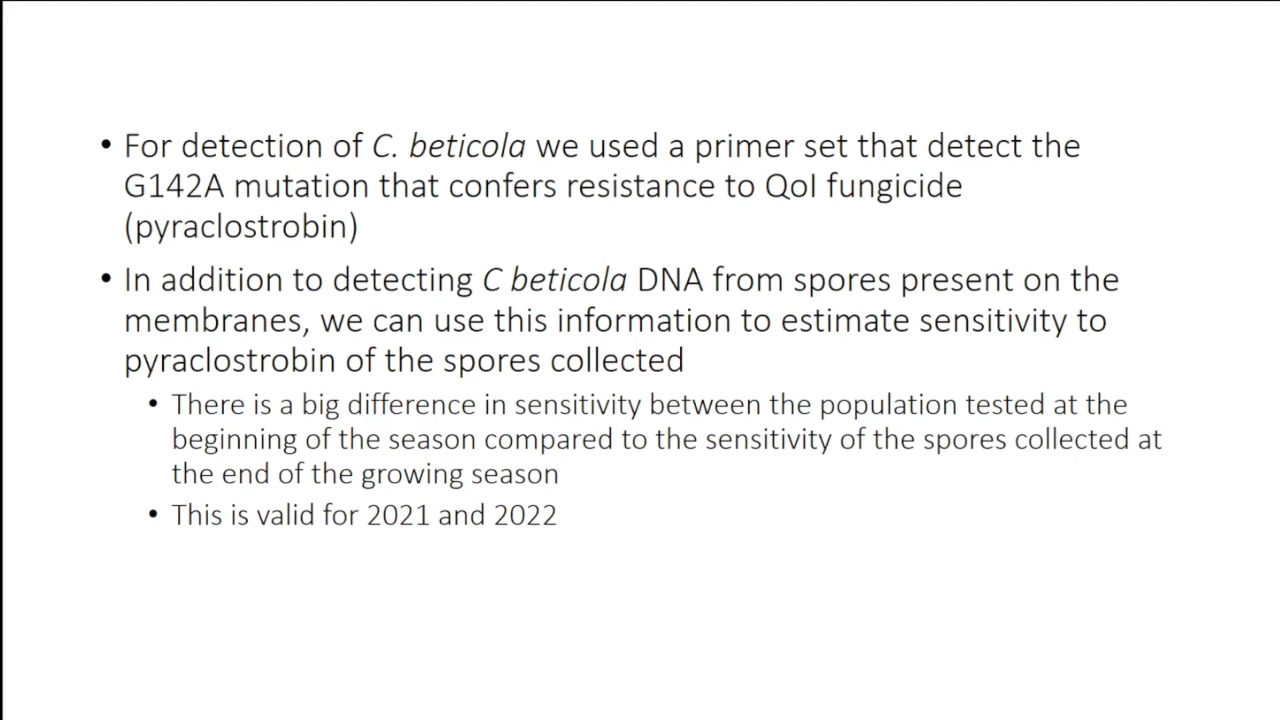 • For detection of C. beticola we used a primer set that detect the
G142A mutation that confers resistance to QoI fungicide
(pyraclostrobin)
• In addition to detecting C beticola DNA from spores present on the
membranes, we can use this information to estimate sensitivity to
pyraclostrobin of the spores collected
• There is a big difference in sensitivity between the population tested at the
beginning of the season compared to the sensitivity of the spores collected at
the end of the growing season
• This is valid for 2021 and 2022